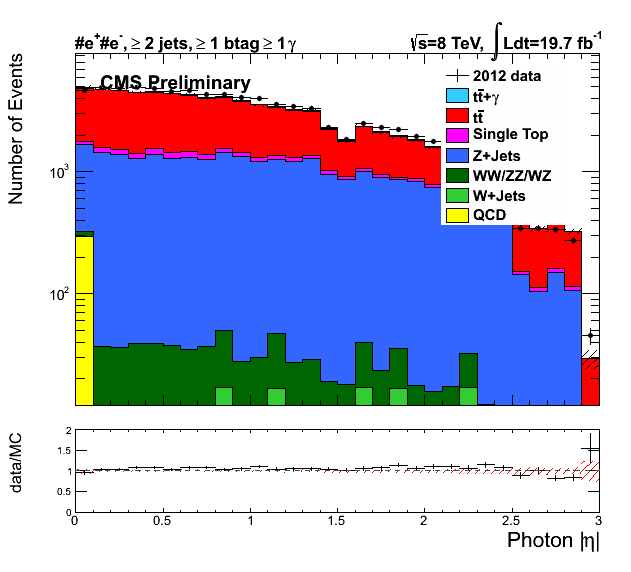 #e⁺#e⁻, ≥ 2 jets, ≥ 1 btag ≥ 1γ
√s=8 TeV, ∫Ldt=19.7 fb⁻¹
CMS Preliminary
2012 data
tt̄+γ
tt̄
Single Top
Z+Jets
WW/ZZ/WZ
W+Jets
QCD
Number of Events
10³
10²
data/MC
2
1.5
1
0.5
0
0 0.5 1 1.5 2 2.5 3
Photon |η|